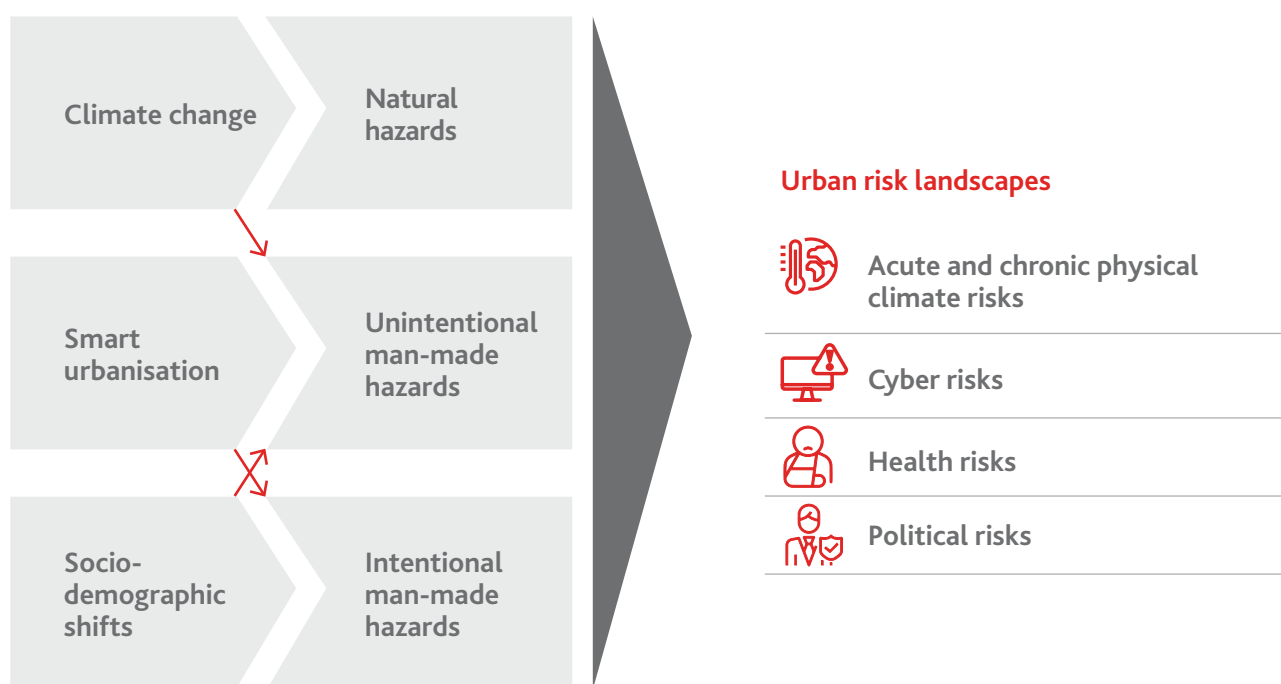 Climate change
Natural
hazards
Smart
urbanisation
Unintentional
man-made
hazards
Socio-
demographic
shifts
Intentional
man-made
hazards
Urban risk landscapes
Acute and chronic physical
climate risks
Cyber risks
Health risks
Political risks